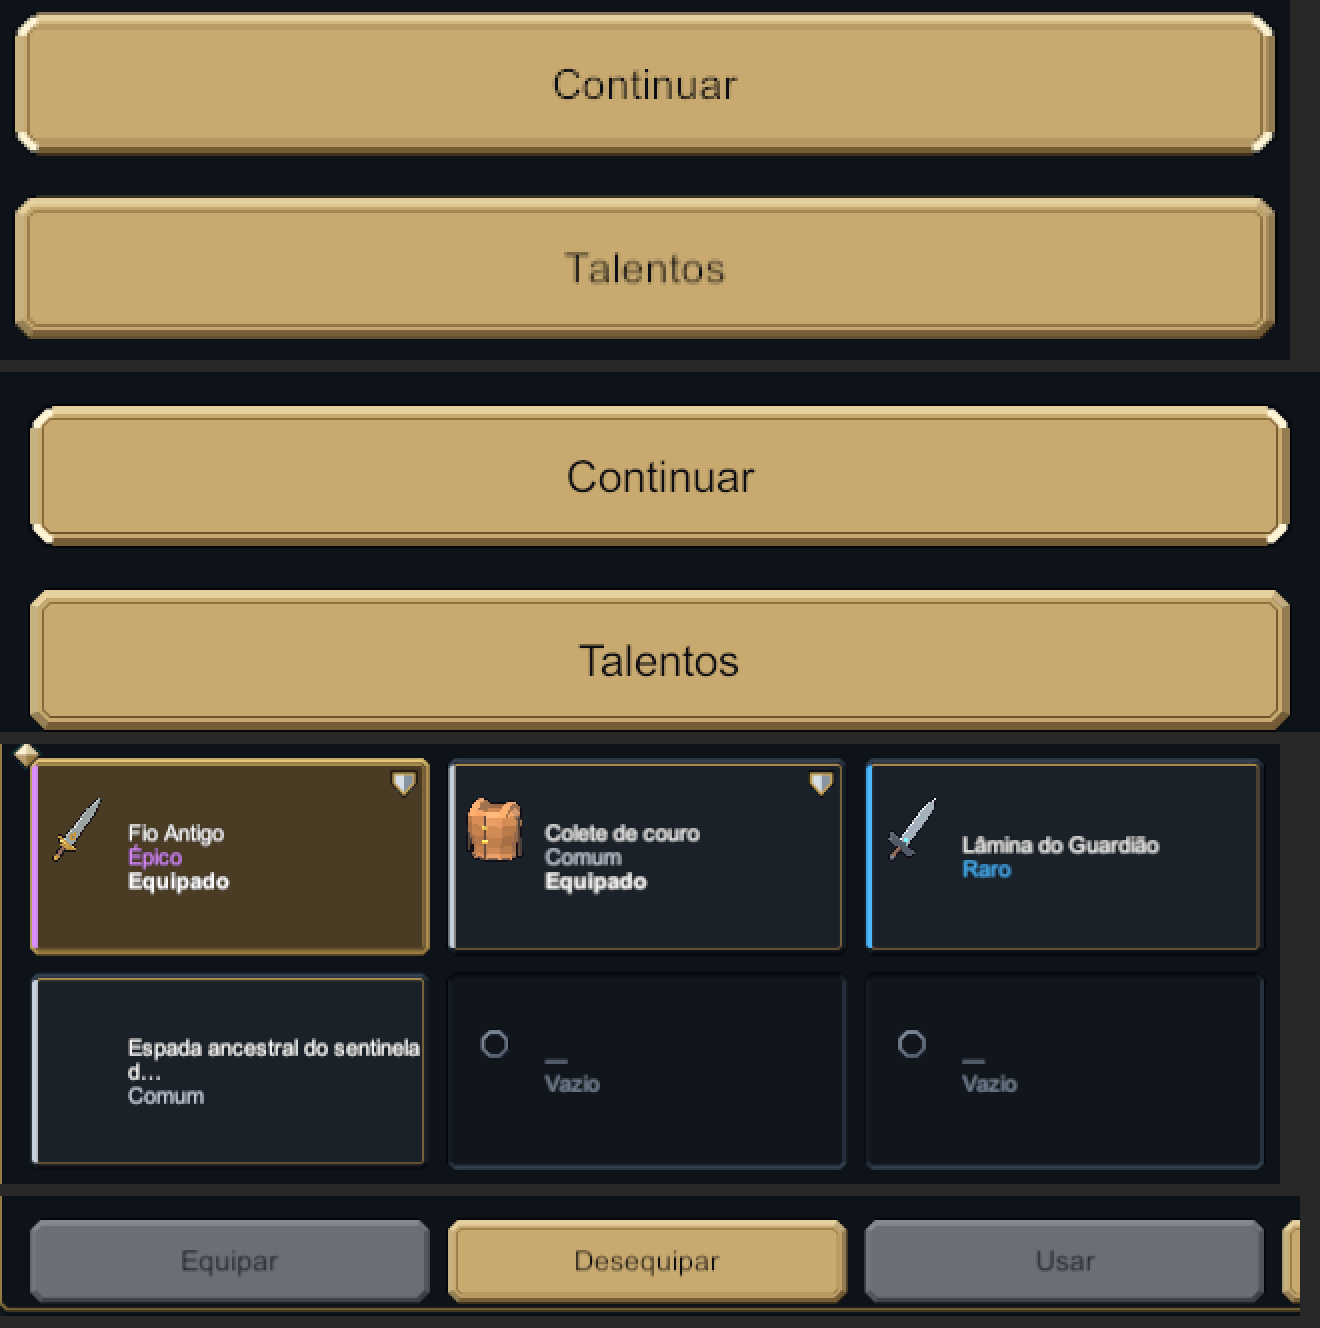 Continuar
Talentos
Continuar
Talentos
Fio Antigo
Épico
Equipado
Colete de couro
Comum
Equipado
Lâmina do Guardião
Raro
Espada ancestral do sentinela
d...
Comum
—
Vazio
—
Vazio
Equipar
Desequipar
Usar